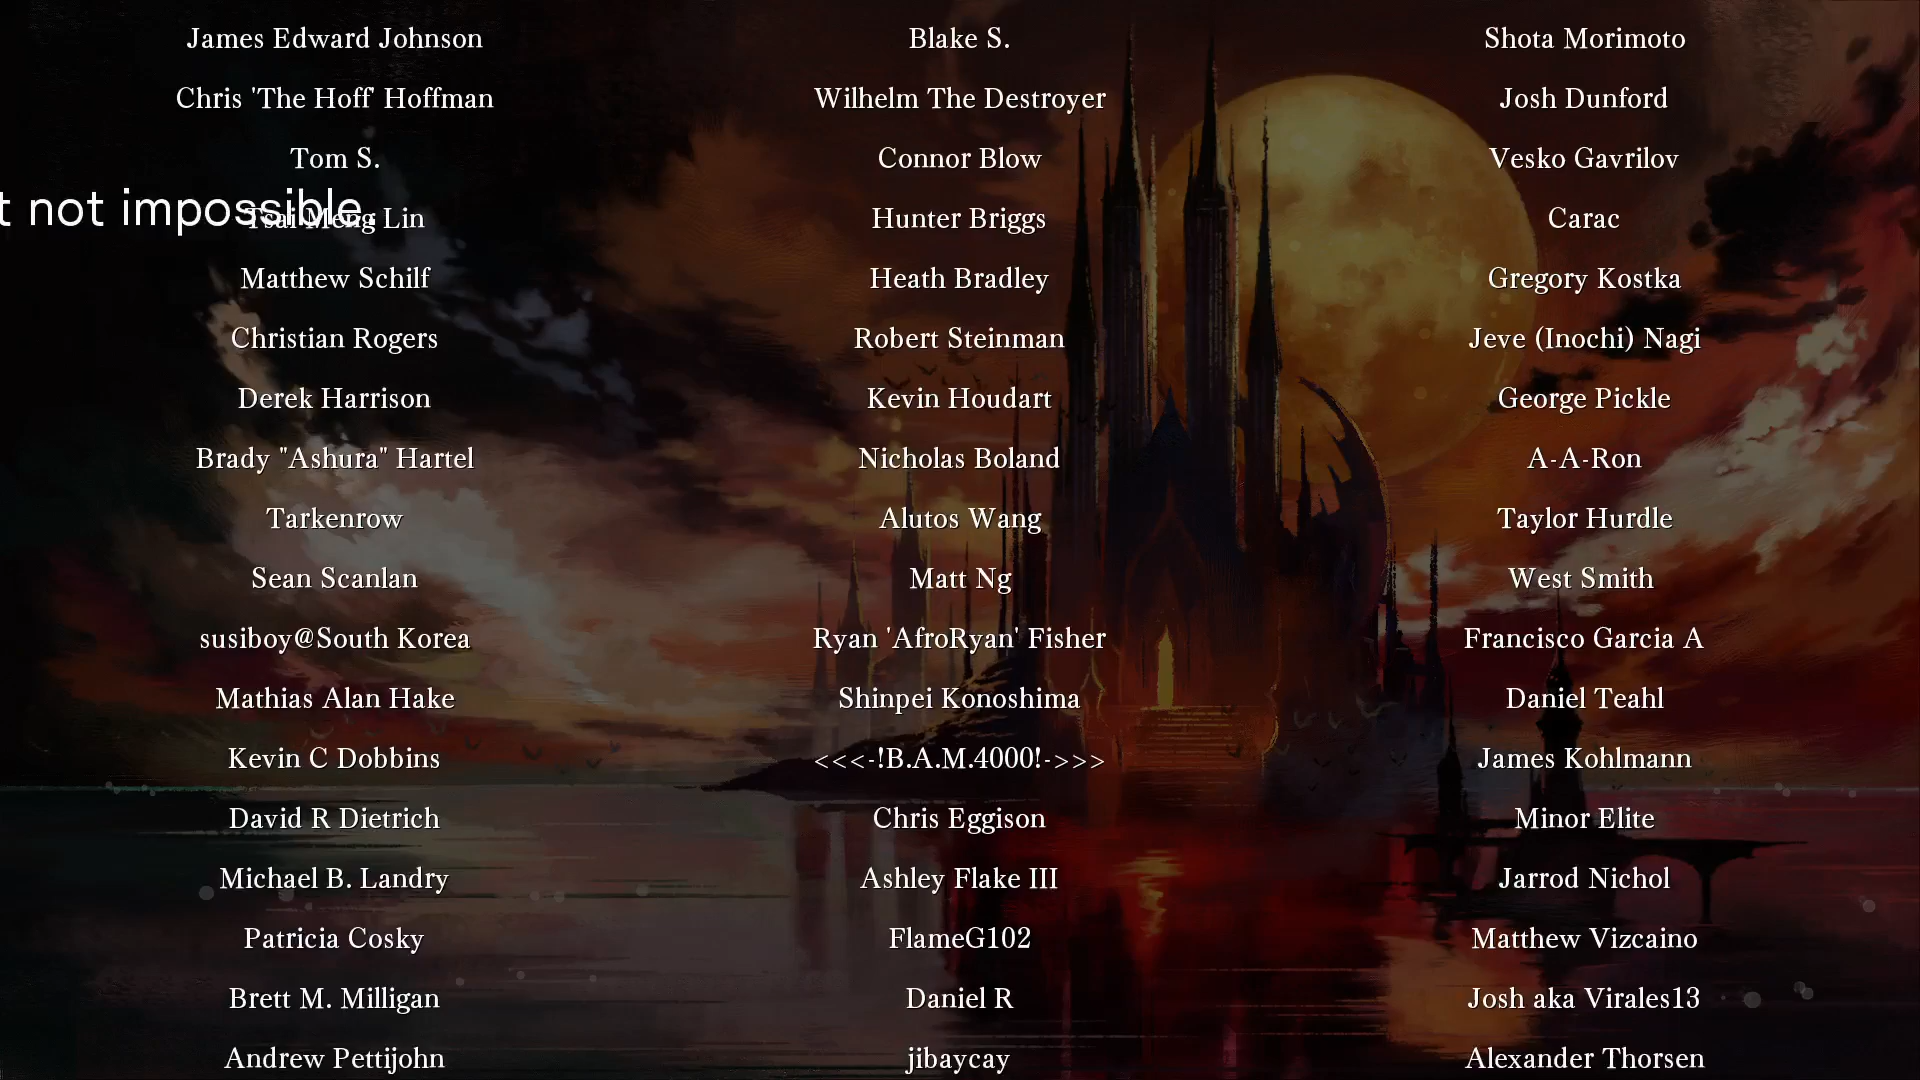 James Edward Johnson Blake S. Shota Morimoto
Chris 'The Hoff' Hoffman Wilhelm The Destroyer Josh Dunford
Tom S. Connor Blow Vesko Gavrilov
t not impossible.
Tsai Meng Lin Hunter Briggs Carac
Matthew Schilf Heath Bradley Gregory Kostka
Christian Rogers Robert Steinman Jeve (Inochi) Nagi
Derek Harrison Kevin Houdart George Pickle
Brady "Ashura" Hartel Nicholas Boland A-A-Ron
Tarkenrow Alutos Wang Taylor Hurdle
Sean Scanlan Matt Ng West Smith
susiboy@South Korea Ryan 'AfroRyan' Fisher Francisco Garcia A
Mathias Alan Hake Shinpei Konoshima Daniel Teahl
Kevin C Dobbins <<<-!B.A.M.4000!->>> James Kohlmann
David R Dietrich Chris Eggison Minor Elite
Michael B. Landry Ashley Flake III Jarrod Nichol
Patricia Cosky FlameG102 Matthew Vizcaino
Brett M. Milligan Daniel R Josh aka Virales13
Andrew Pettijohn jibaycay Alexander Thorsen